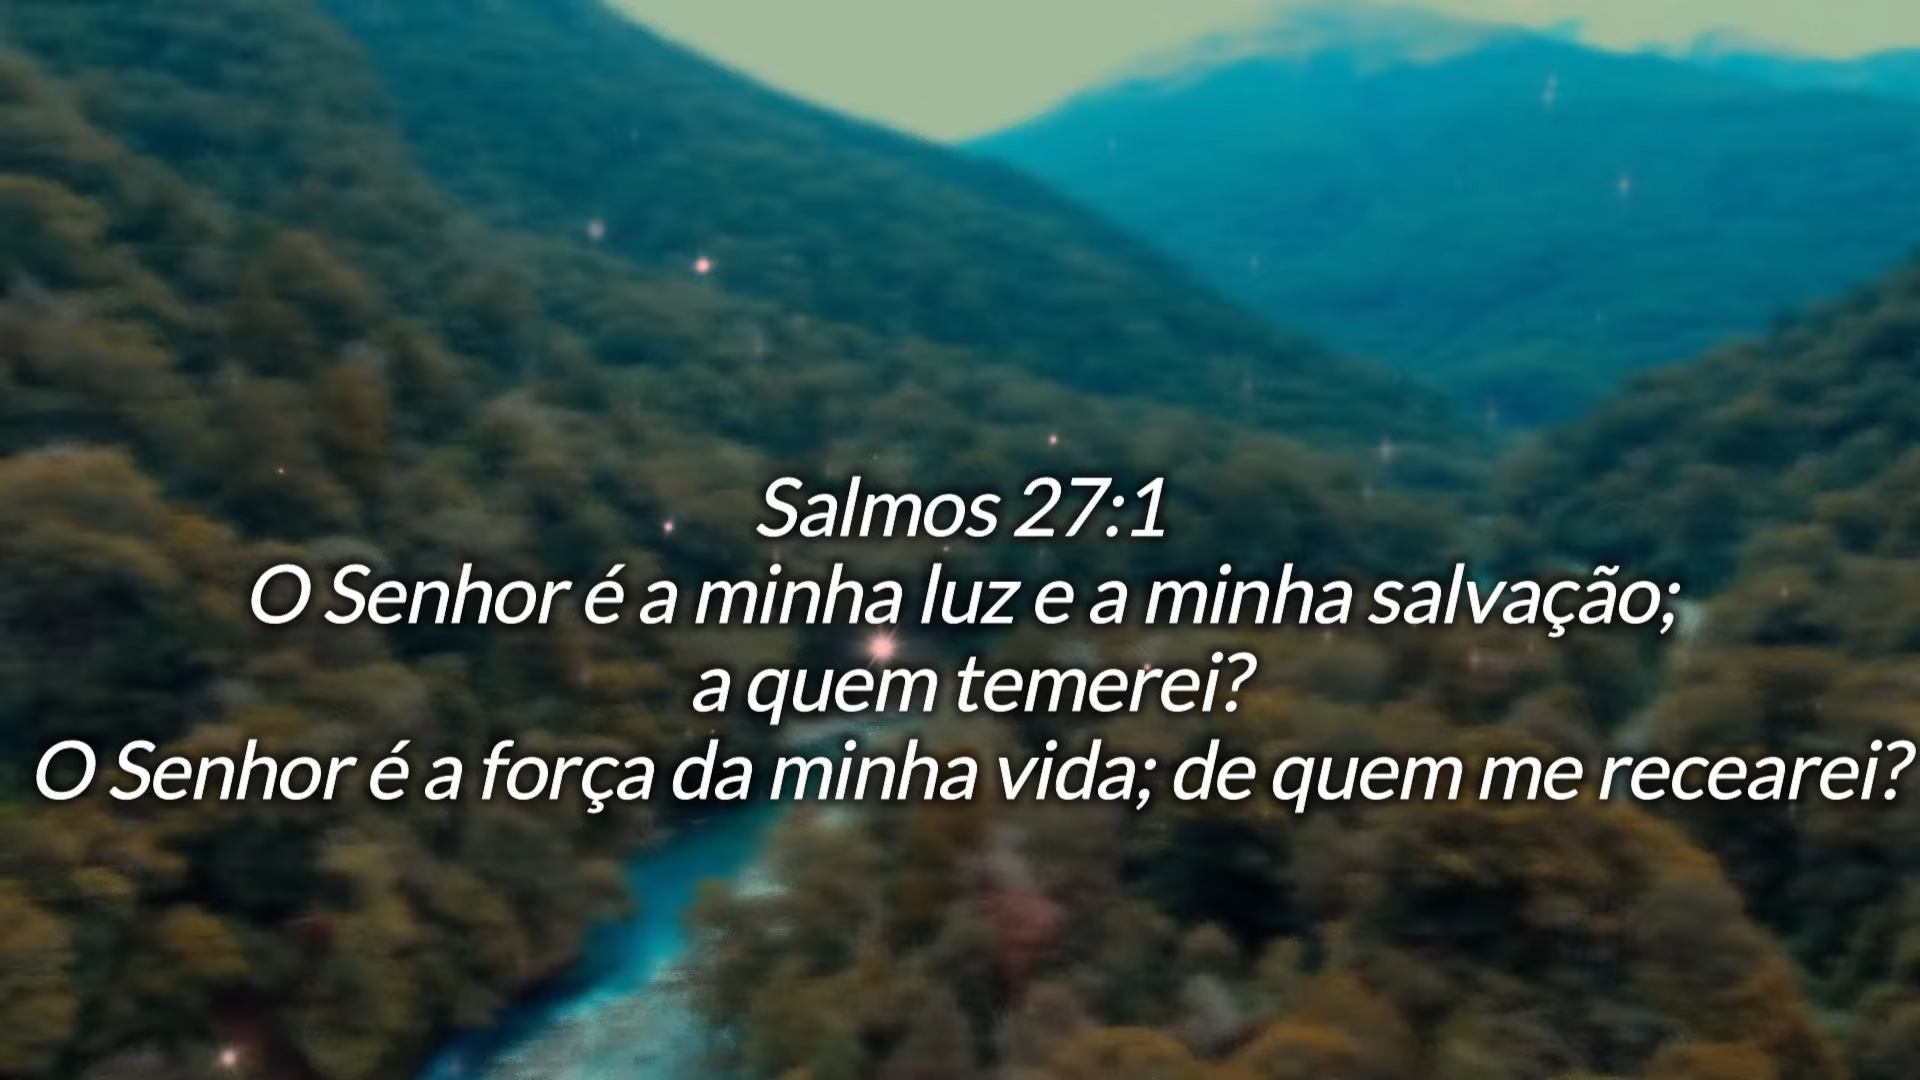 Salmos 27:1
O Senhor é a minha luz e a minha salvação;
a quem temerei?
O Senhor é a força da minha vida; de quem me recearei?